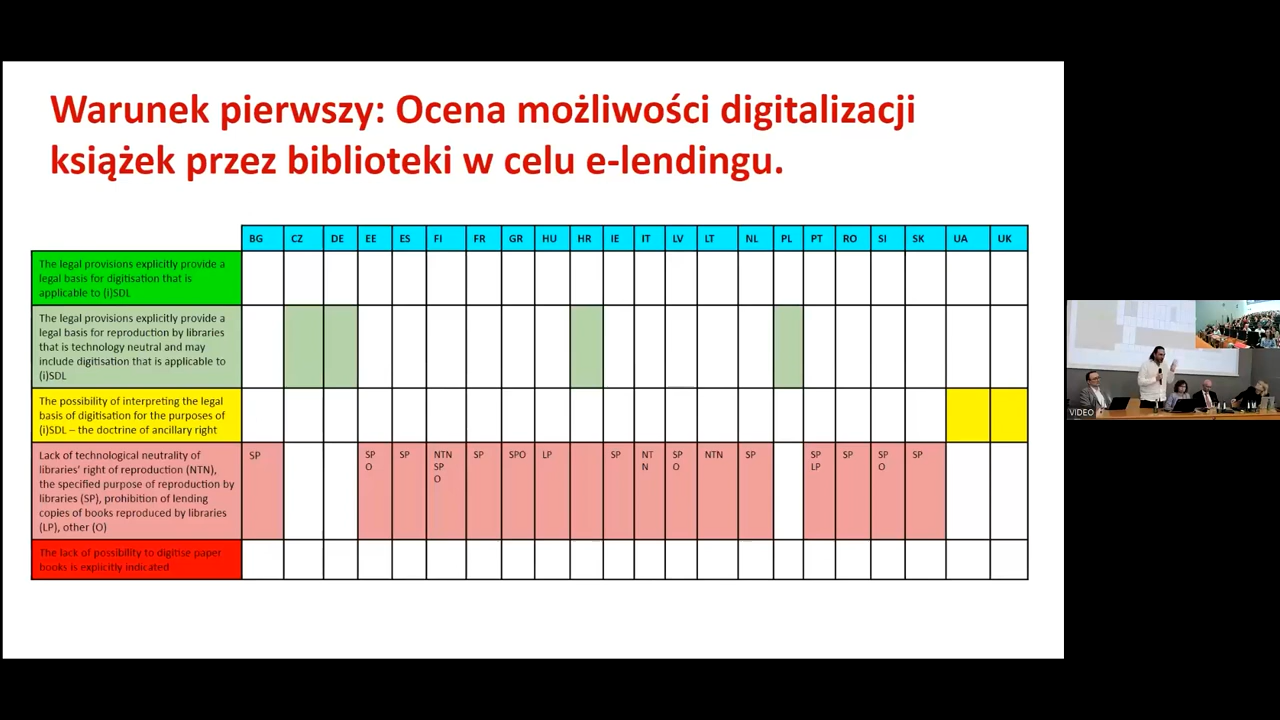 Warunek pierwszy: Ocena możliwości digitalizacji
książek przez biblioteki w celu e-lendingu.
BG CZ DE EE ES FI FR GR HU HR IE IT LV LT NL PL PT RO SI SK UA UK
The legal provisions explicitly provide a
legal basis for digitisation that is
applicable to (i)SDL
The legal provisions explicitly provide a
legal basis for reproduction by libraries
that is technology neutral and may
include digitisation that is applicable to
(i)SDL
The possibility of interpreting the legal
basis of digitisation for the purposes of
(i)SDL – the doctrine of ancillary right
Lack of technological neutrality of
libraries' right of reproduction (NTN),
the specified purpose of reproduction by
libraries (SP), prohibition of lending
copies of books reproduced by libraries
(LP), other (O)
SP
SP
O
SP
NTN
SP
O
SP
SPO
LP
SP
NT
N
SP
O
NTN
SP
SP
LP
SP
SP
O
SP
The lack of possibility to digitise paper
books is explicitly indicated
VIDEO